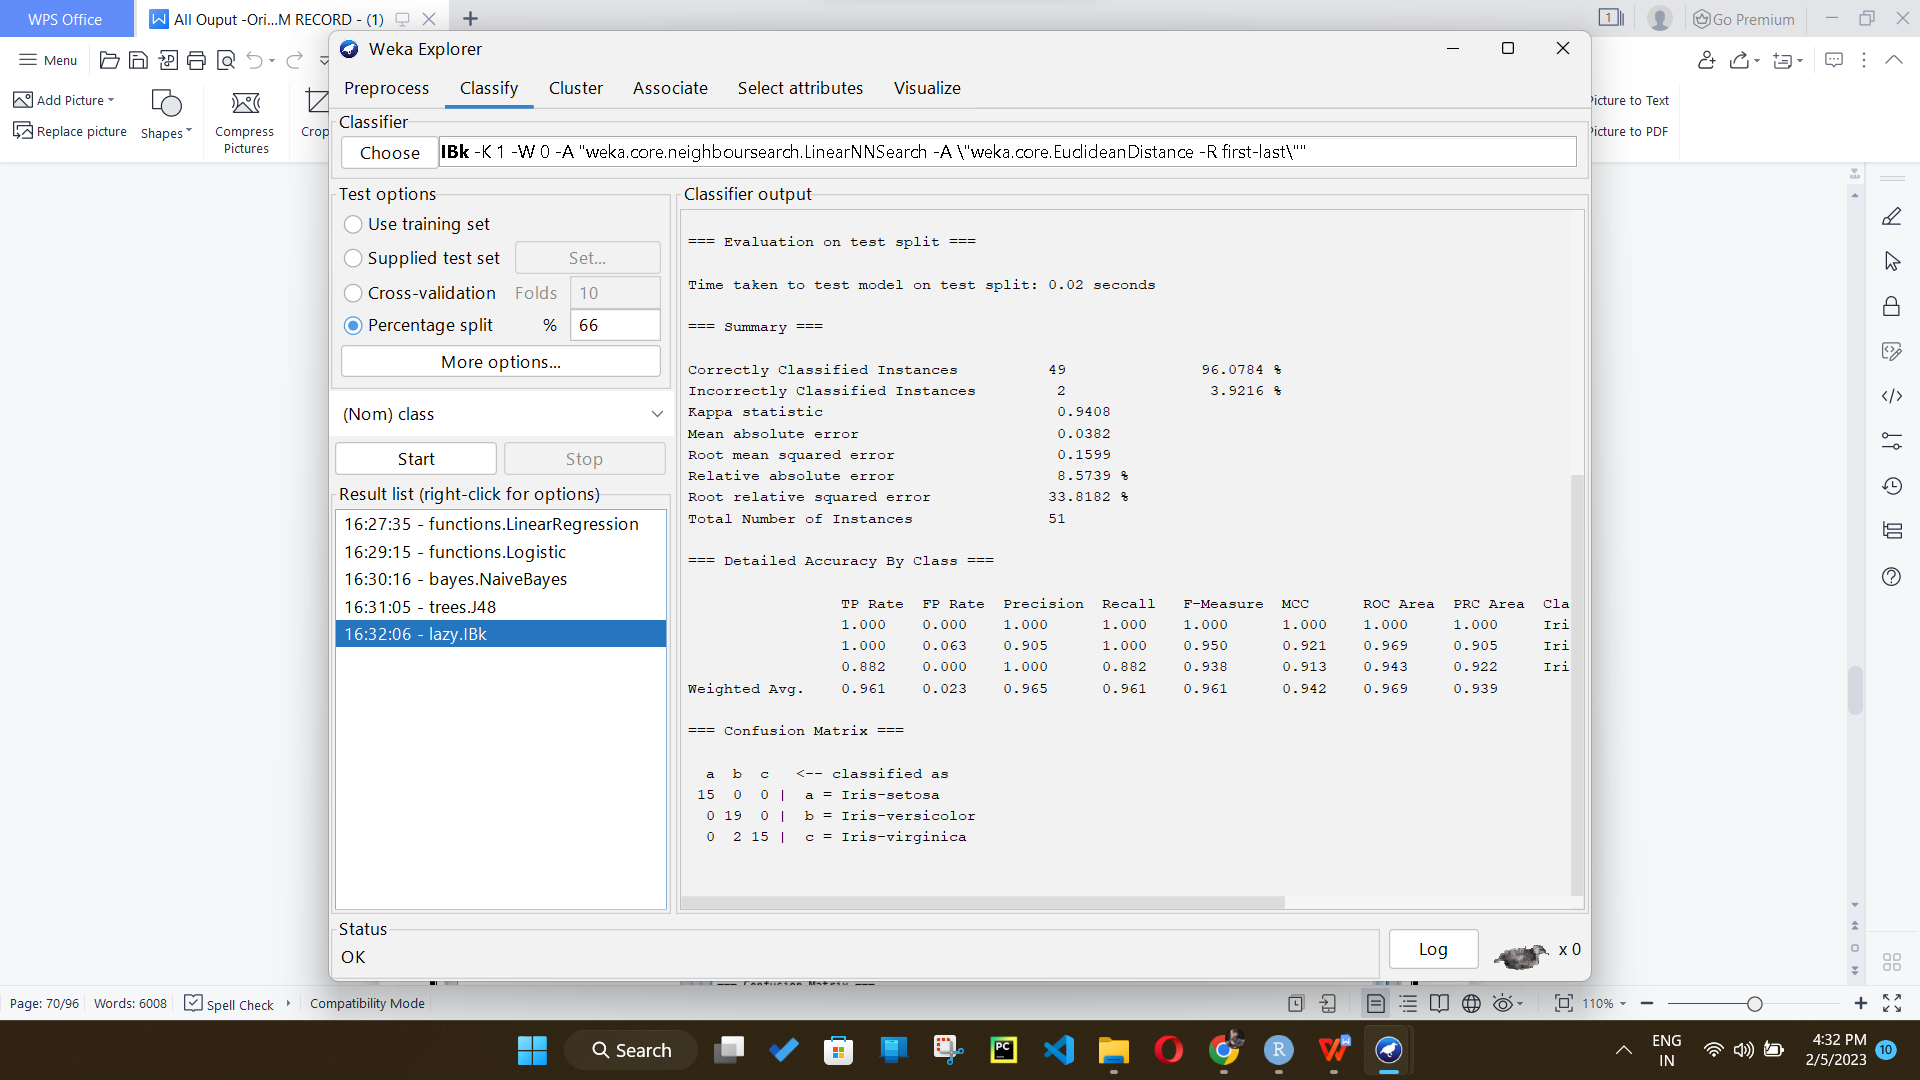 WPS Office
All Ouput -Ori...M RECORD - (1)
1
Go Premium
Menu
Add Picture
Replace picture
Shapes
Compress
Pictures
Crop
Picture to Text
Picture to PDF
Weka Explorer
Preprocess
Classify
Cluster
Associate
Select attributes
Visualize
Classifier
Choose
IBk -K 1 -W 0 -A "weka.core.neighboursearch.LinearNNSearch -A \"weka.core.EuclideanDistance -R first-last\""
Test options
Use training set
Supplied test set Set...
Cross-validation Folds 10
Percentage split % 66
More options...
(Nom) class
Start
Stop
Result list (right-click for options)
16:27:35 - functions.LinearRegression
16:29:15 - functions.Logistic
16:30:16 - bayes.NaiveBayes
16:31:05 - trees.J48
16:32:06 - lazy.IBk
Classifier output
=== Evaluation on test split ===
Time taken to test model on test split: 0.02 seconds
=== Summary ===
Correctly Classified Instances 49 96.0784 %
Incorrectly Classified Instances 2 3.9216 %
Kappa statistic 0.9408
Mean absolute error 0.0382
Root mean squared error 0.1599
Relative absolute error 8.5739 %
Root relative squared error 33.8182 %
Total Number of Instances 51
=== Detailed Accuracy By Class ===
TP Rate FP Rate Precision Recall F-Measure MCC ROC Area PRC Area Cla
1.000 0.000 1.000 1.000 1.000 1.000 1.000 1.000 Iri
1.000 0.063 0.905 1.000 0.950 0.921 0.969 0.905 Iri
0.882 0.000 1.000 0.882 0.938 0.913 0.943 0.922 Iri
Weighted Avg. 0.961 0.023 0.965 0.961 0.961 0.942 0.969 0.939
=== Confusion Matrix ===
a b c <-- classified as
15 0 0 | a = Iris-setosa
0 19 0 | b = Iris-versicolor
0 2 15 | c = Iris-virginica
Status
OK
Log
x 0
=== Confusion Matrix ===
Page: 70/96
Words: 6008
Spell Check
Compatibility Mode
110%
Search
PC
R
ENG
IN
4:32 PM
2/5/2023
10